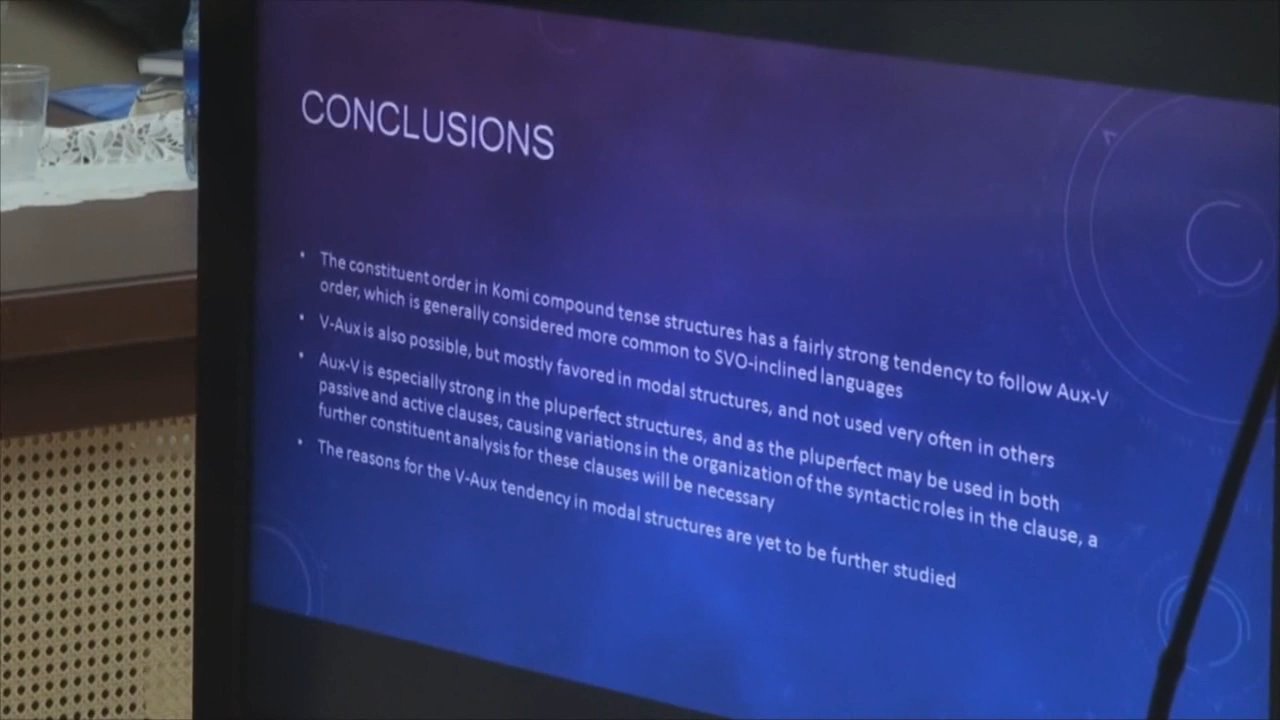 CONCLUSIONS
• The constituent order in Komi compound tense structures has a fairly strong tendency to follow Aux-V
order, which is generally considered more common to SVO-inclined languages
• V-Aux is also possible, but mostly favored in modal structures, and not used very often in others
• Aux-V is especially strong in the pluperfect structures, and as the pluperfect may be used in both
passive and active clauses, causing variations in the organization of the syntactic roles in the clause, a
further constituent analysis for these clauses will be necessary
• The reasons for the V-Aux tendency in modal structures are yet to be further studied